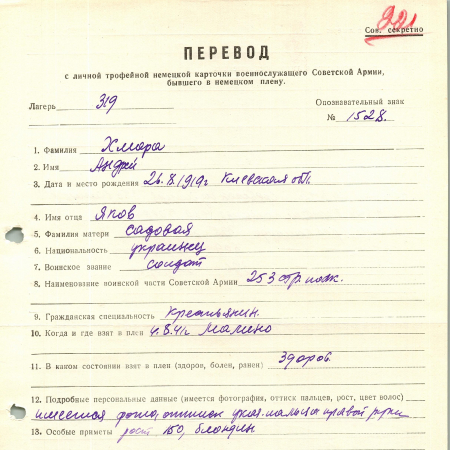 221
Сов. секретно
ПЕРЕВОД
с личной трофейной немецкой карточки военнослужащего Советской Армии,
бывшего в немецком плену.
Лагерь 319
Опознавательный знак
№ 1528.
1. Фамилия Хмара
2. Имя Андрей
3. Дата и место рождения 26.8.1919г Киевская обл.
4. Имя отца Яков
5. Фамилия матери Садовая
6. Национальность украинец
7. Воинское звание солдат
8. Наименование воинской части Советской Армии 253 стр. полк.
9. Гражданская специальность Крестьянин.
10. Когда и где взят в плен 4.8.41г Малино
11. В каком состоянии взят в плен (здоров, болен, ранен) Здоров.
12. Подробные персональные данные (имеется фотография, оттиск пальцев, рост, цвет волос)
имеется фото, оттиск указ. пальца правой руки
13. Особые приметы рост 150, блондин